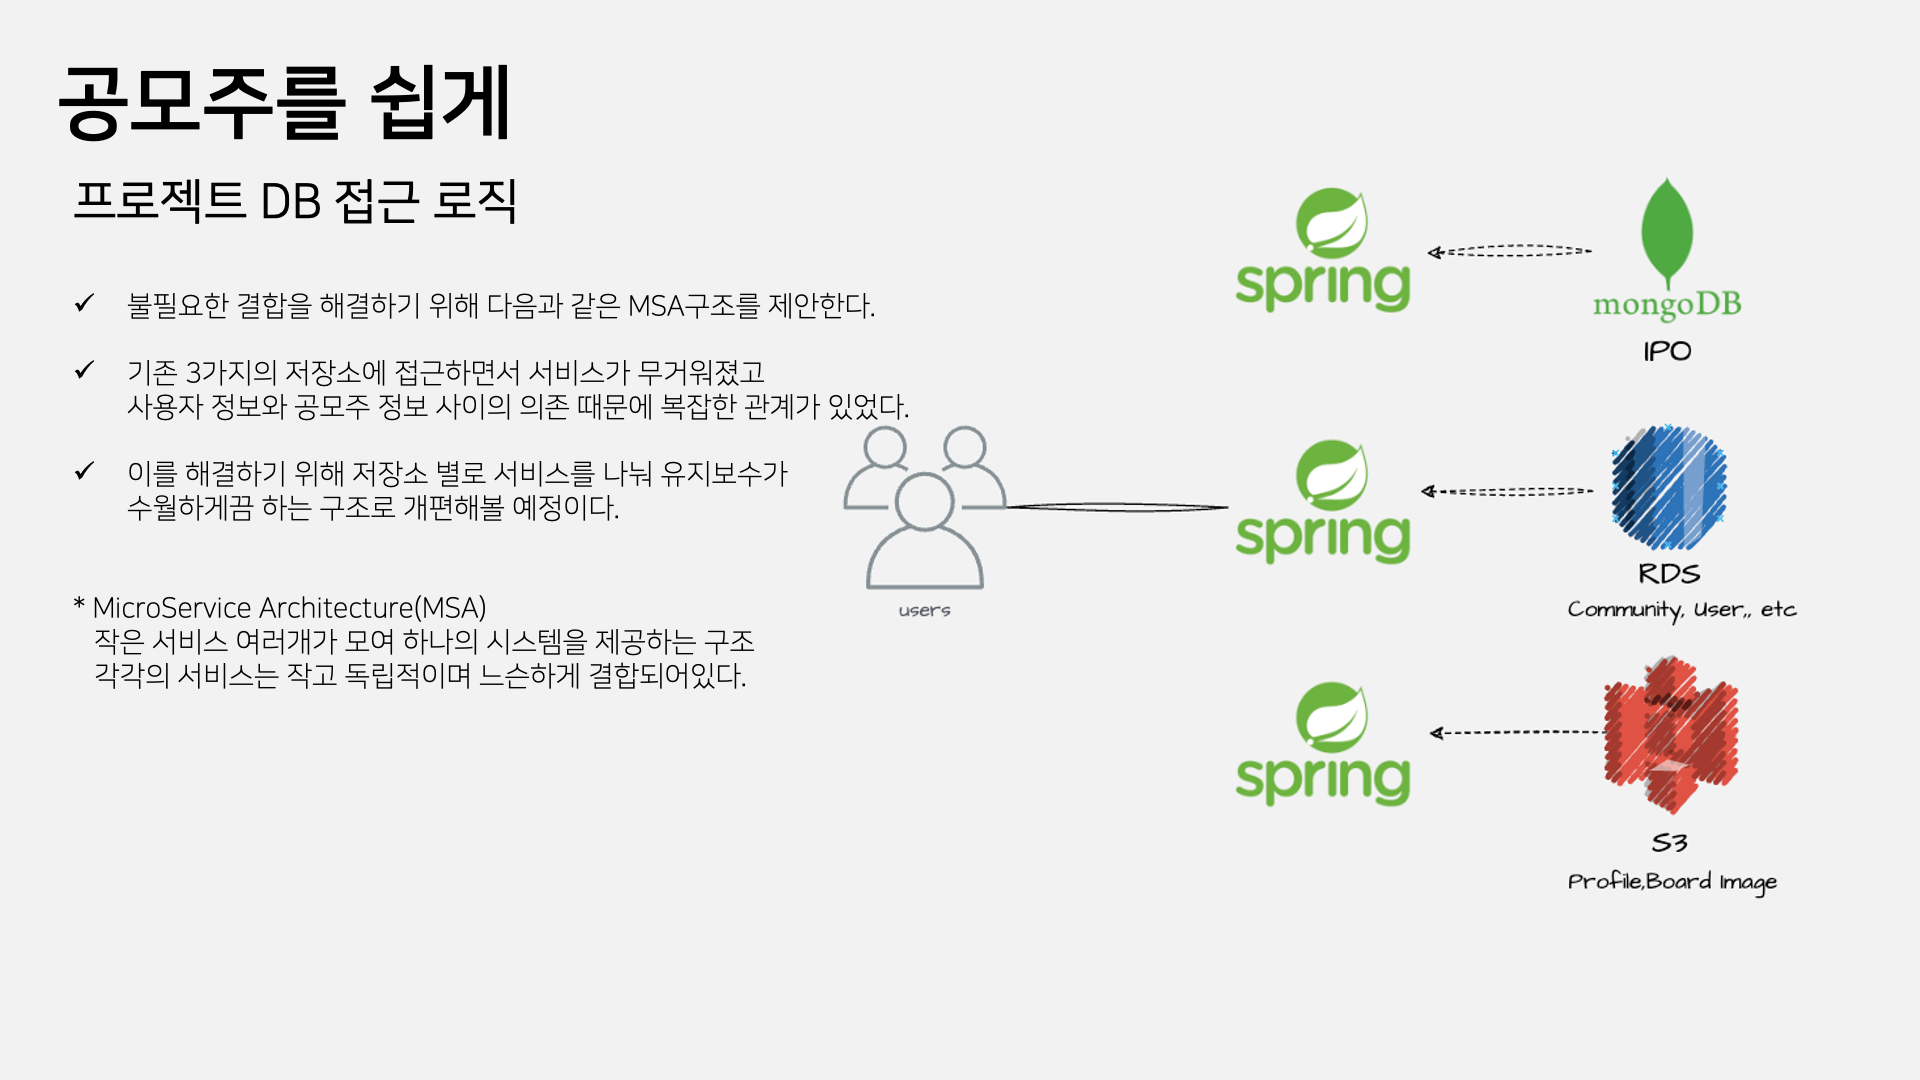 공모주를 쉽게
프로젝트 DB 접근 로직
✓ 불필요한 결합을 해결하기 위해 다음과 같은 MSA구조를 제안한다.
✓ 기존 3가지의 저장소에 접근하면서 서비스가 무거워졌고
사용자 정보와 공모주 정보 사이의 의존 때문에 복잡한 관계가 있었다.
✓ 이를 해결하기 위해 저장소 별로 서비스를 나눠 유지보수가
수월하게끔 하는 구조로 개편해볼 예정이다.
* MicroService Architecture(MSA)
작은 서비스 여러개가 모여 하나의 시스템을 제공하는 구조
각각의 서비스는 작고 독립적이며 느슨하게 결합되어있다.
users
spring
mongoDB
IPO
spring
RDS
Community, User,, etc
spring
S3
Profile,Board Image